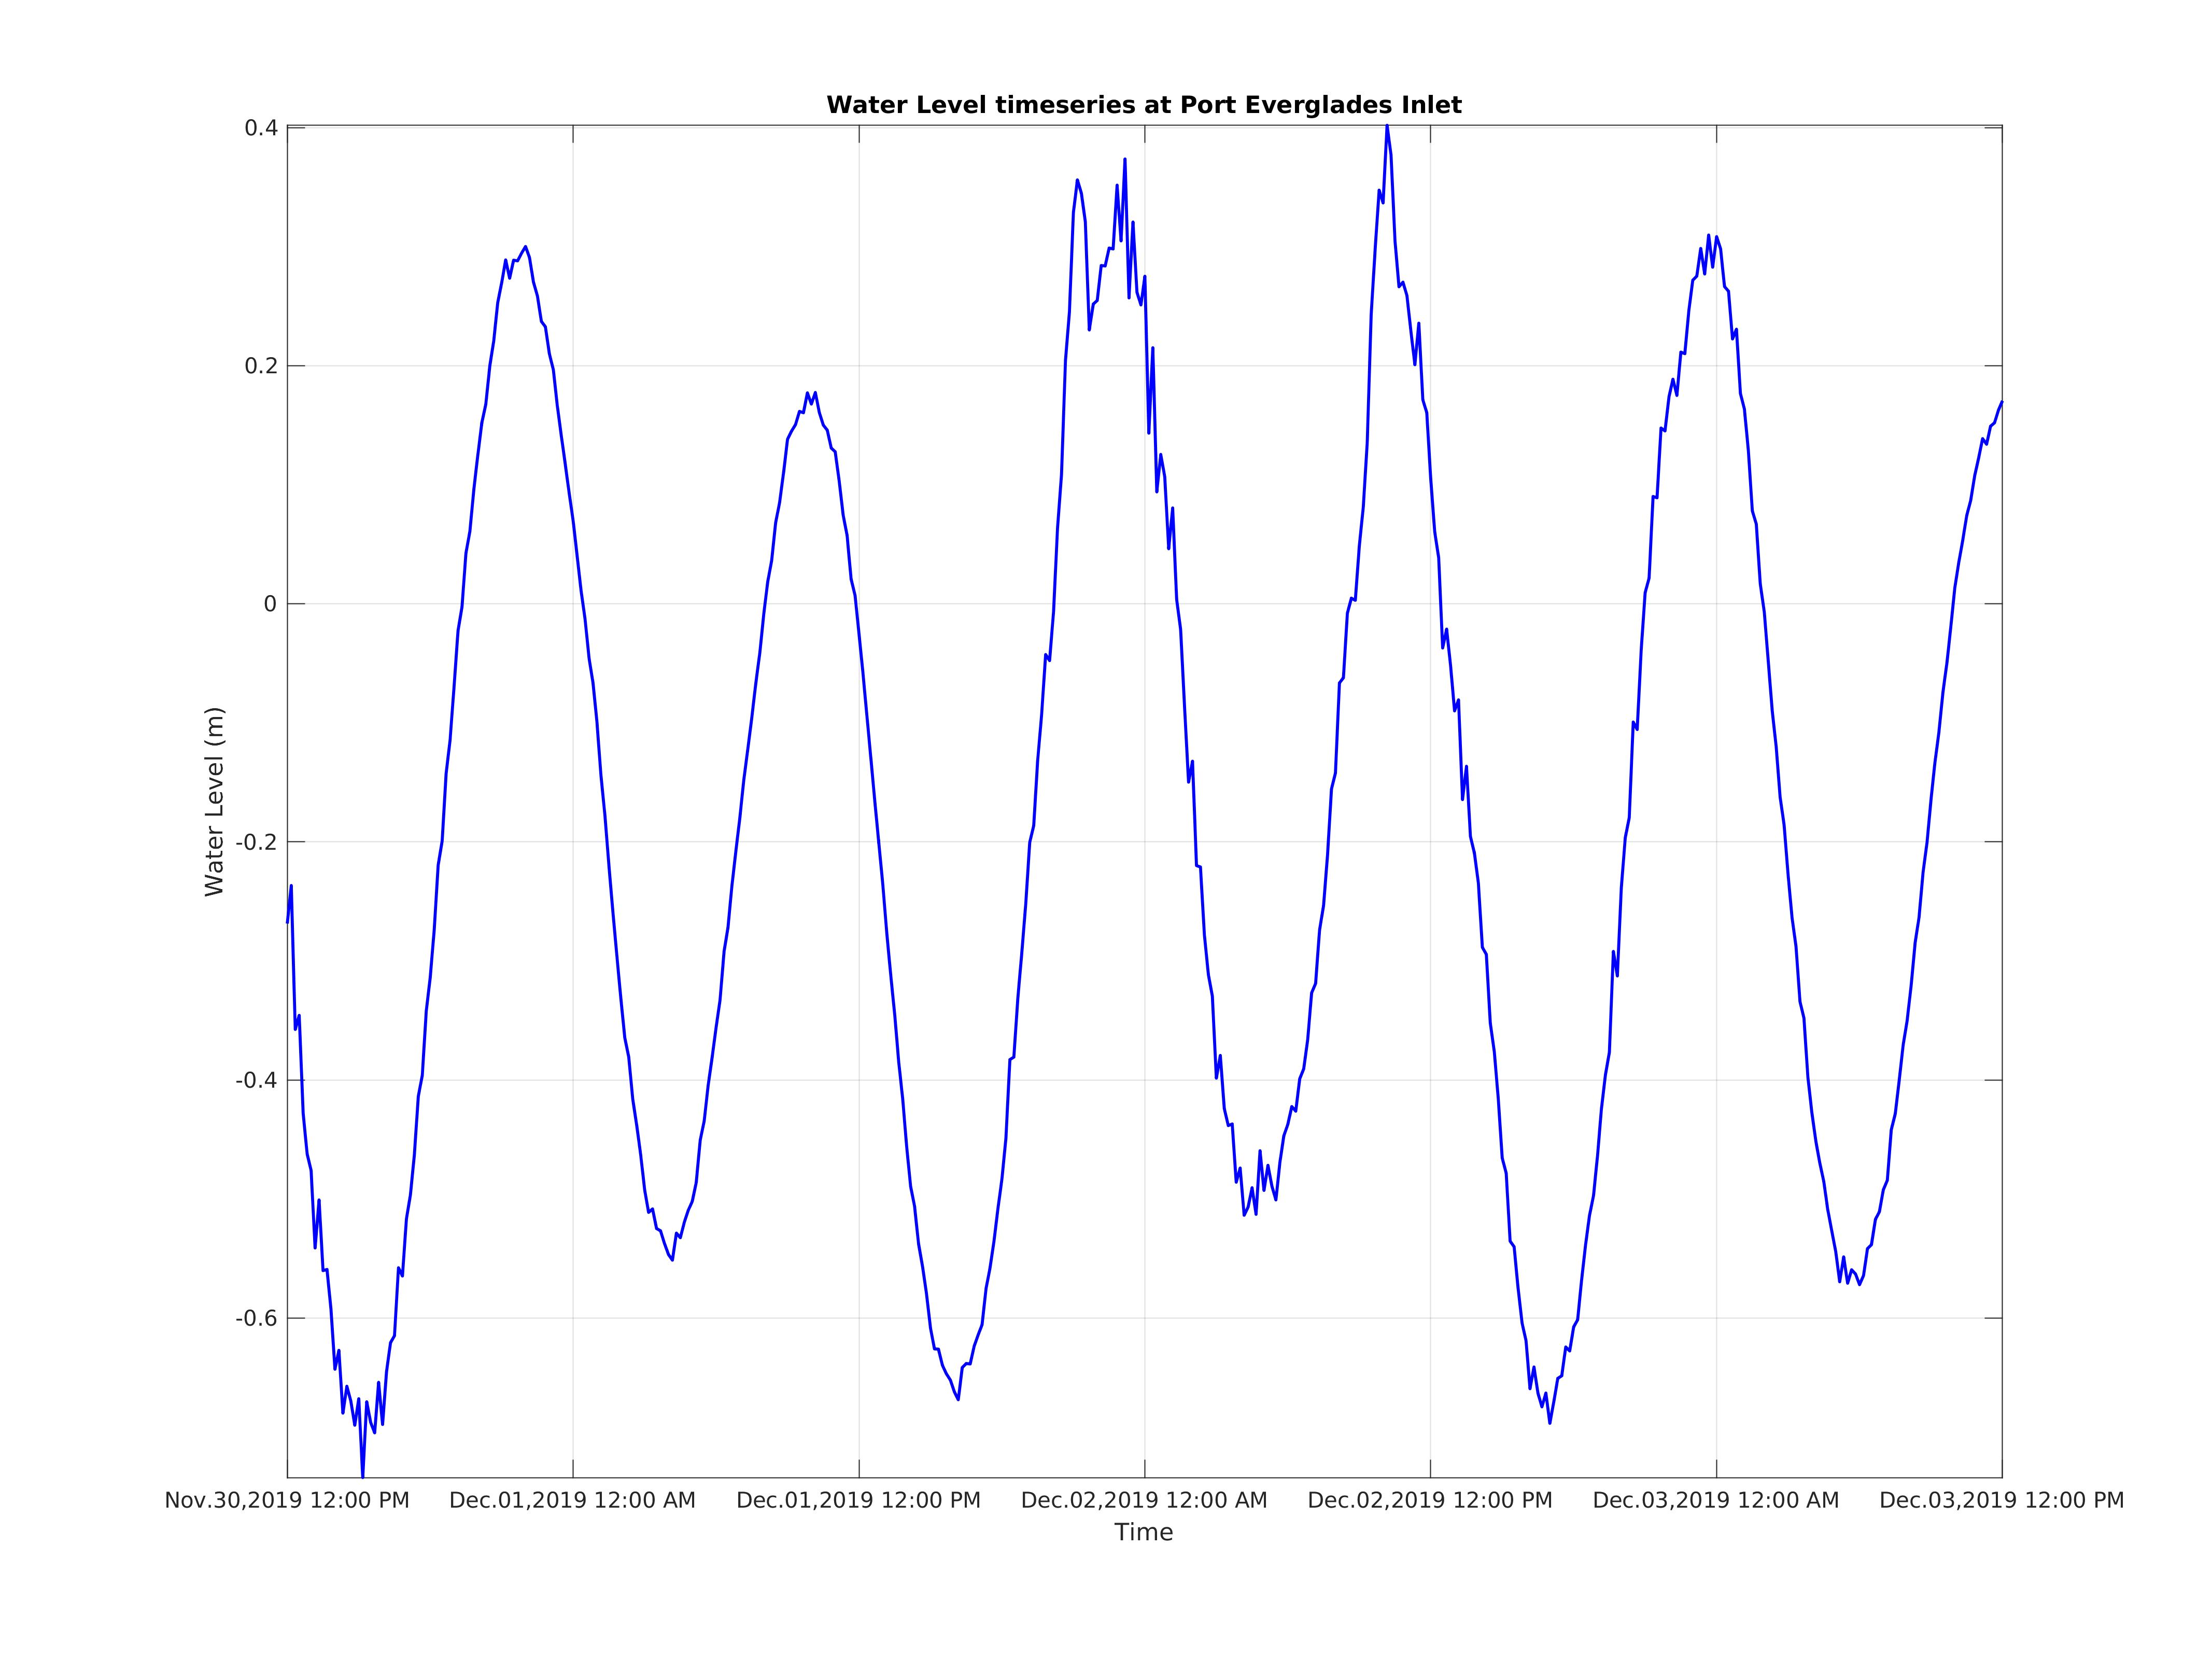 Water Level timeseries at Port Everglades Inlet
0.4
0.2
0
-0.2
-0.4
-0.6
Water Level (m)
Nov.30,2019 12:00 PM Dec.01,2019 12:00 AM Dec.01,2019 12:00 PM Dec.02,2019 12:00 AM Dec.02,2019 12:00 PM Dec.03,2019 12:00 AM Dec.03,2019 12:00 PM
Time